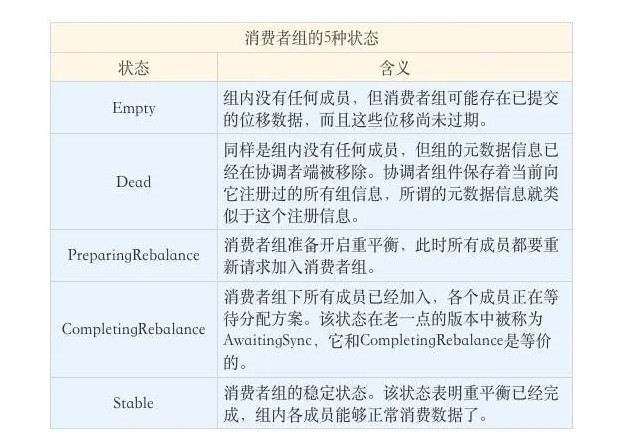 消费者组的5种状态
状态 含义
Empty
组内没有任何成员，但消费者组可能存在已提交
的位移数据，而且这些位移尚未过期。
Dead
同样是组内没有任何成员，但组的元数据信息已
经在协调者端被移除。协调者组件保存着当前向
它注册过的所有组信息，所谓的元数据信息就类
似于这个注册信息。
PreparingRebalance
消费者组准备开启重平衡，此时所有成员都要重
新请求加入消费者组。
CompletingRebalance
消费者组下所有成员已经加入，各个成员正在等
待分配方案。该状态在老一点的版本中被称为
AwaitingSync，它和CompletingRebalance是等价
的。
Stable
消费者组的稳定状态。该状态表明重平衡已经完
成，组内各成员能够正常消费数据了。